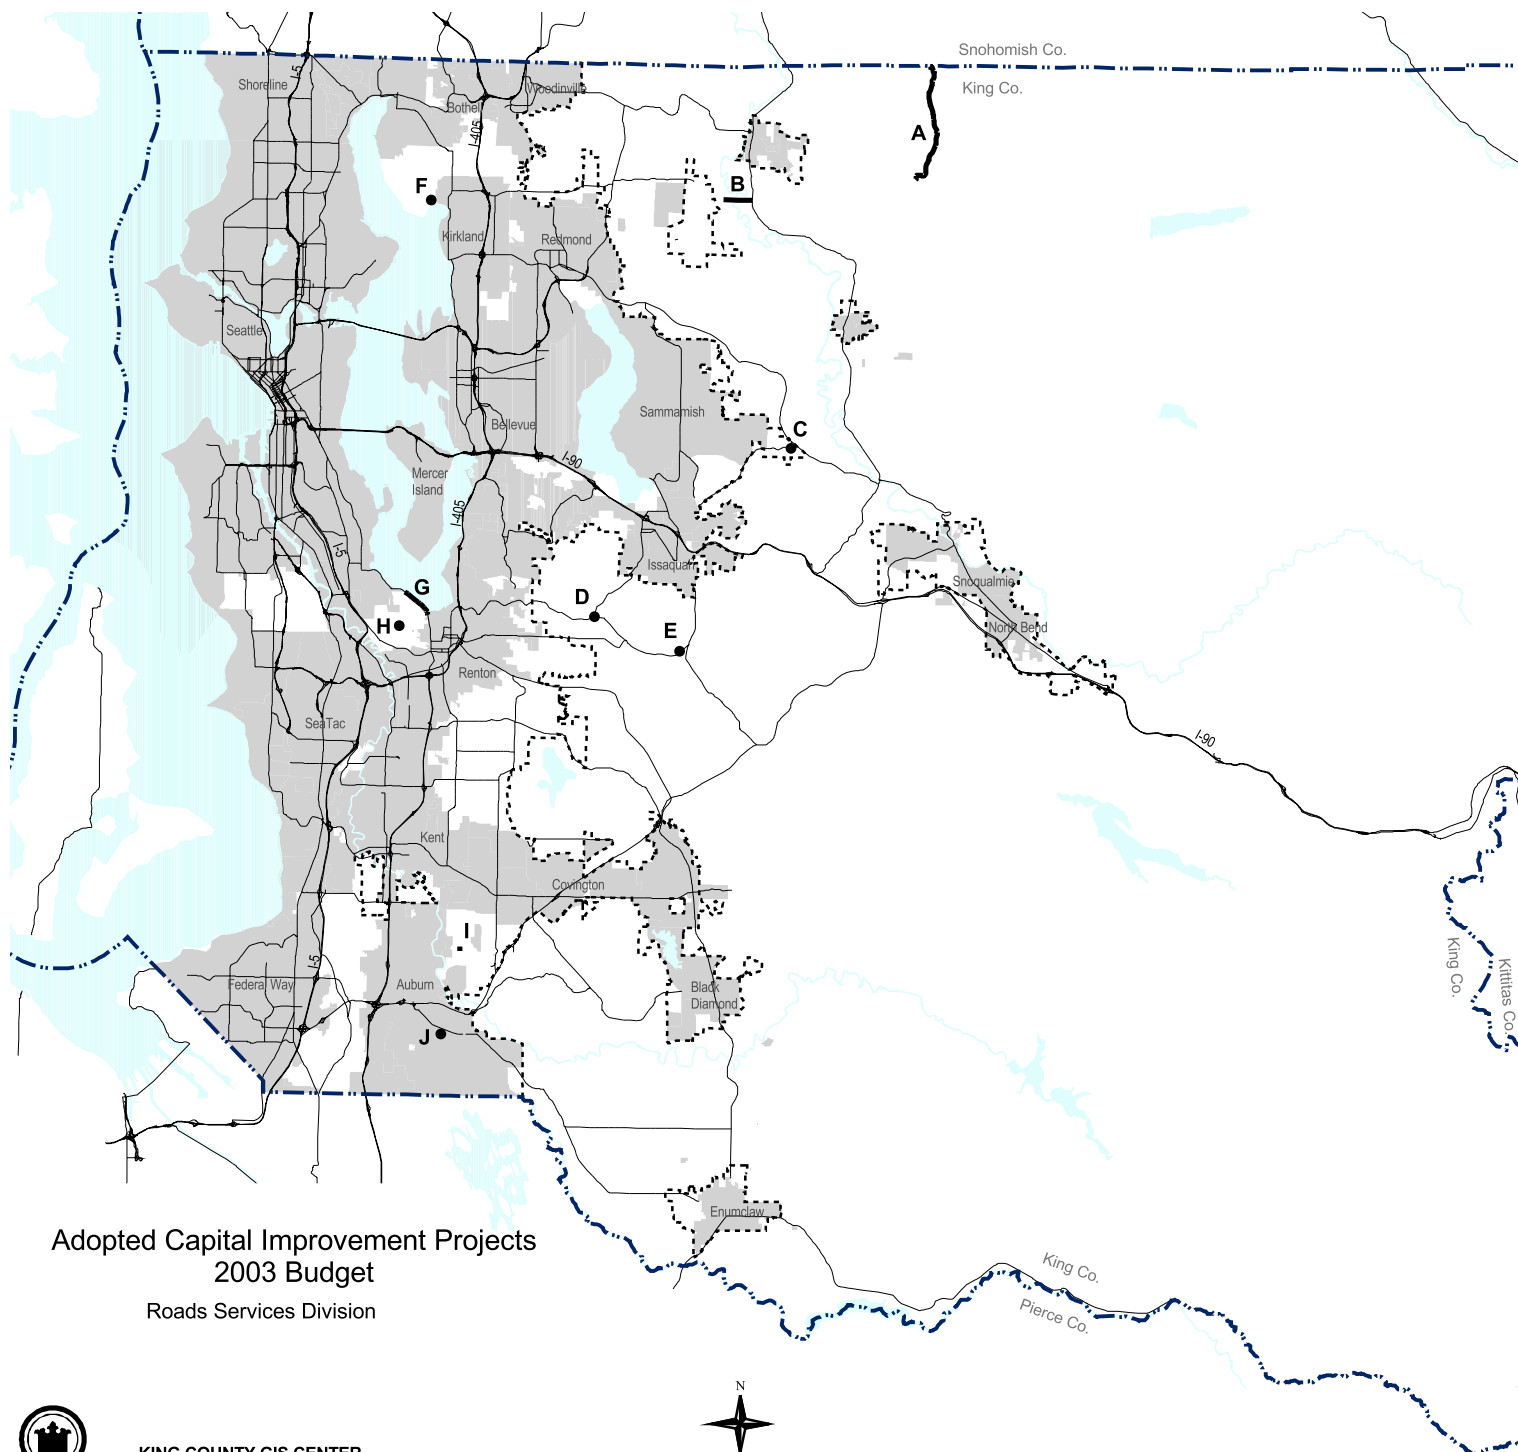 Snohomish Co.
King Co.
Shoreline
I-5
Bothell
Woodinville
I-405
A
B
F
Kirkland
Redmond
Seattle
Sammamish
Bellevue
C
I-90
Mercer
Island
I-405
I-5
Issaquah
Snoqualmie
G
D
H
E
North Bend
Renton
SeaTac
I-90
Kent
Covington
I
King Co.
Kittitas Co.
I-5
Federal Way
Auburn
Black
Diamond
J
Enumclaw
Adopted Capital Improvement Projects
2003 Budget
Roads Services Division
King Co.
Pierce Co.
N
KING COUNTY GIS CENTER